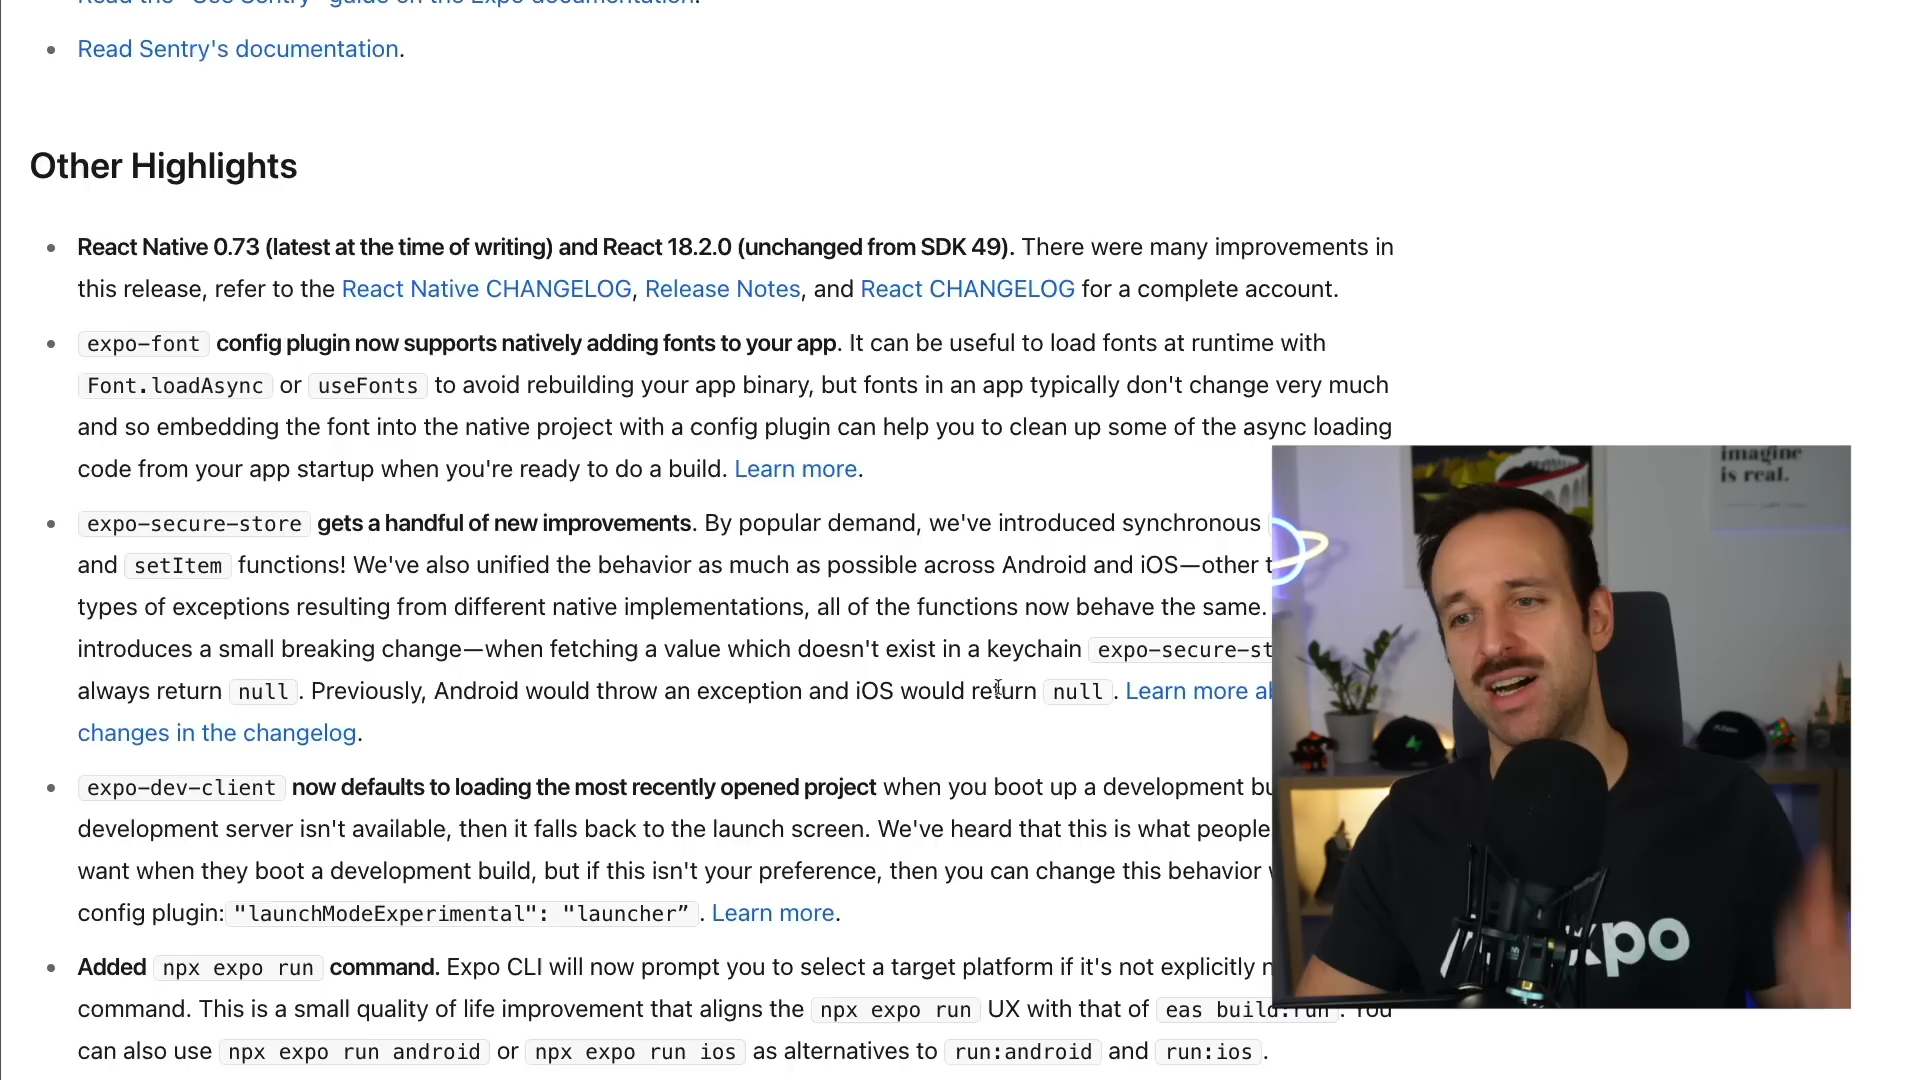 Read the "Use Sentry" guide on the Expo documentation.
Read Sentry's documentation.
Other Highlights
React Native 0.73 (latest at the time of writing) and React 18.2.0 (unchanged from SDK 49). There were many improvements in
this release, refer to the React Native CHANGELOG, Release Notes, and React CHANGELOG for a complete account.
expo-font config plugin now supports natively adding fonts to your app. It can be useful to load fonts at runtime with
Font.loadAsync or useFonts to avoid rebuilding your app binary, but fonts in an app typically don't change very much
and so embedding the font into the native project with a config plugin can help you to clean up some of the async loading
code from your app startup when you're ready to do a build. Learn more.
expo-secure-store gets a handful of new improvements. By popular demand, we've introduced synchronous
and setItem functions! We've also unified the behavior as much as possible across Android and iOS—other t
types of exceptions resulting from different native implementations, all of the functions now behave the same.
introduces a small breaking change—when fetching a value which doesn't exist in a keychain expo-secure-st
always return null. Previously, Android would throw an exception and iOS would return null. Learn more al
changes in the changelog.
expo-dev-client now defaults to loading the most recently opened project when you boot up a development bu
development server isn't available, then it falls back to the launch screen. We've heard that this is what people
want when they boot a development build, but if this isn't your preference, then you can change this behavior
config plugin: "launchModeExperimental": "launcher”. Learn more.
Added npx expo run command. Expo CLI will now prompt you to select a target platform if it's not explicitly n
command. This is a small quality of life improvement that aligns the npx expo run UX with that of eas build:run. You
can also use npx expo run android or npx expo run ios as alternatives to run:android and run:ios.
imagine
is real.
xpo